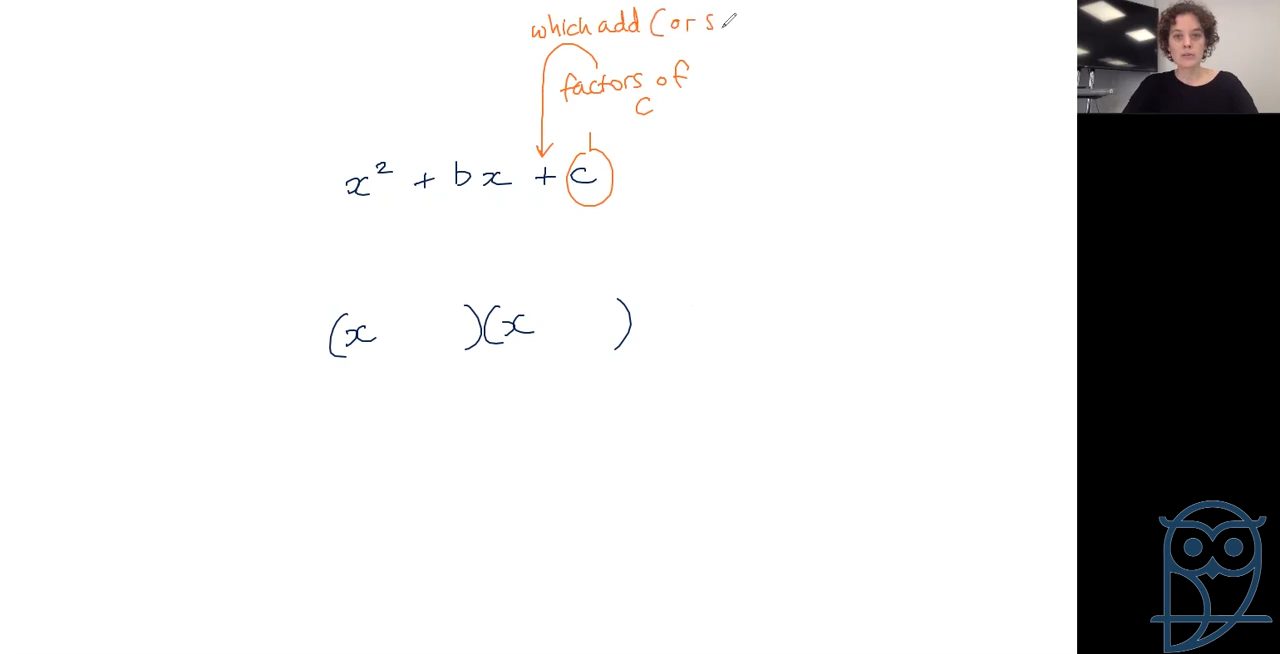 which add (or s
factors of
c
x² + bx + c
(x )(x )